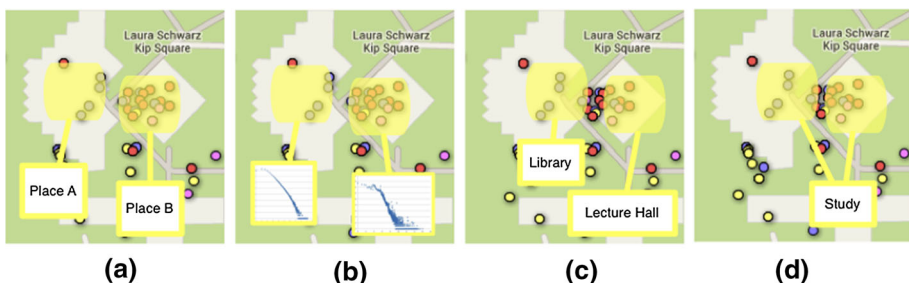 Laura Schwarz
Kip Square
Place A
Place B
(a)
Laura Schwarz
Kip Square
(b)
Laura Schwarz
Kip Square
Library
Lecture Hall
(c)
Laura Schwarz
Kip Square
Study
(d)